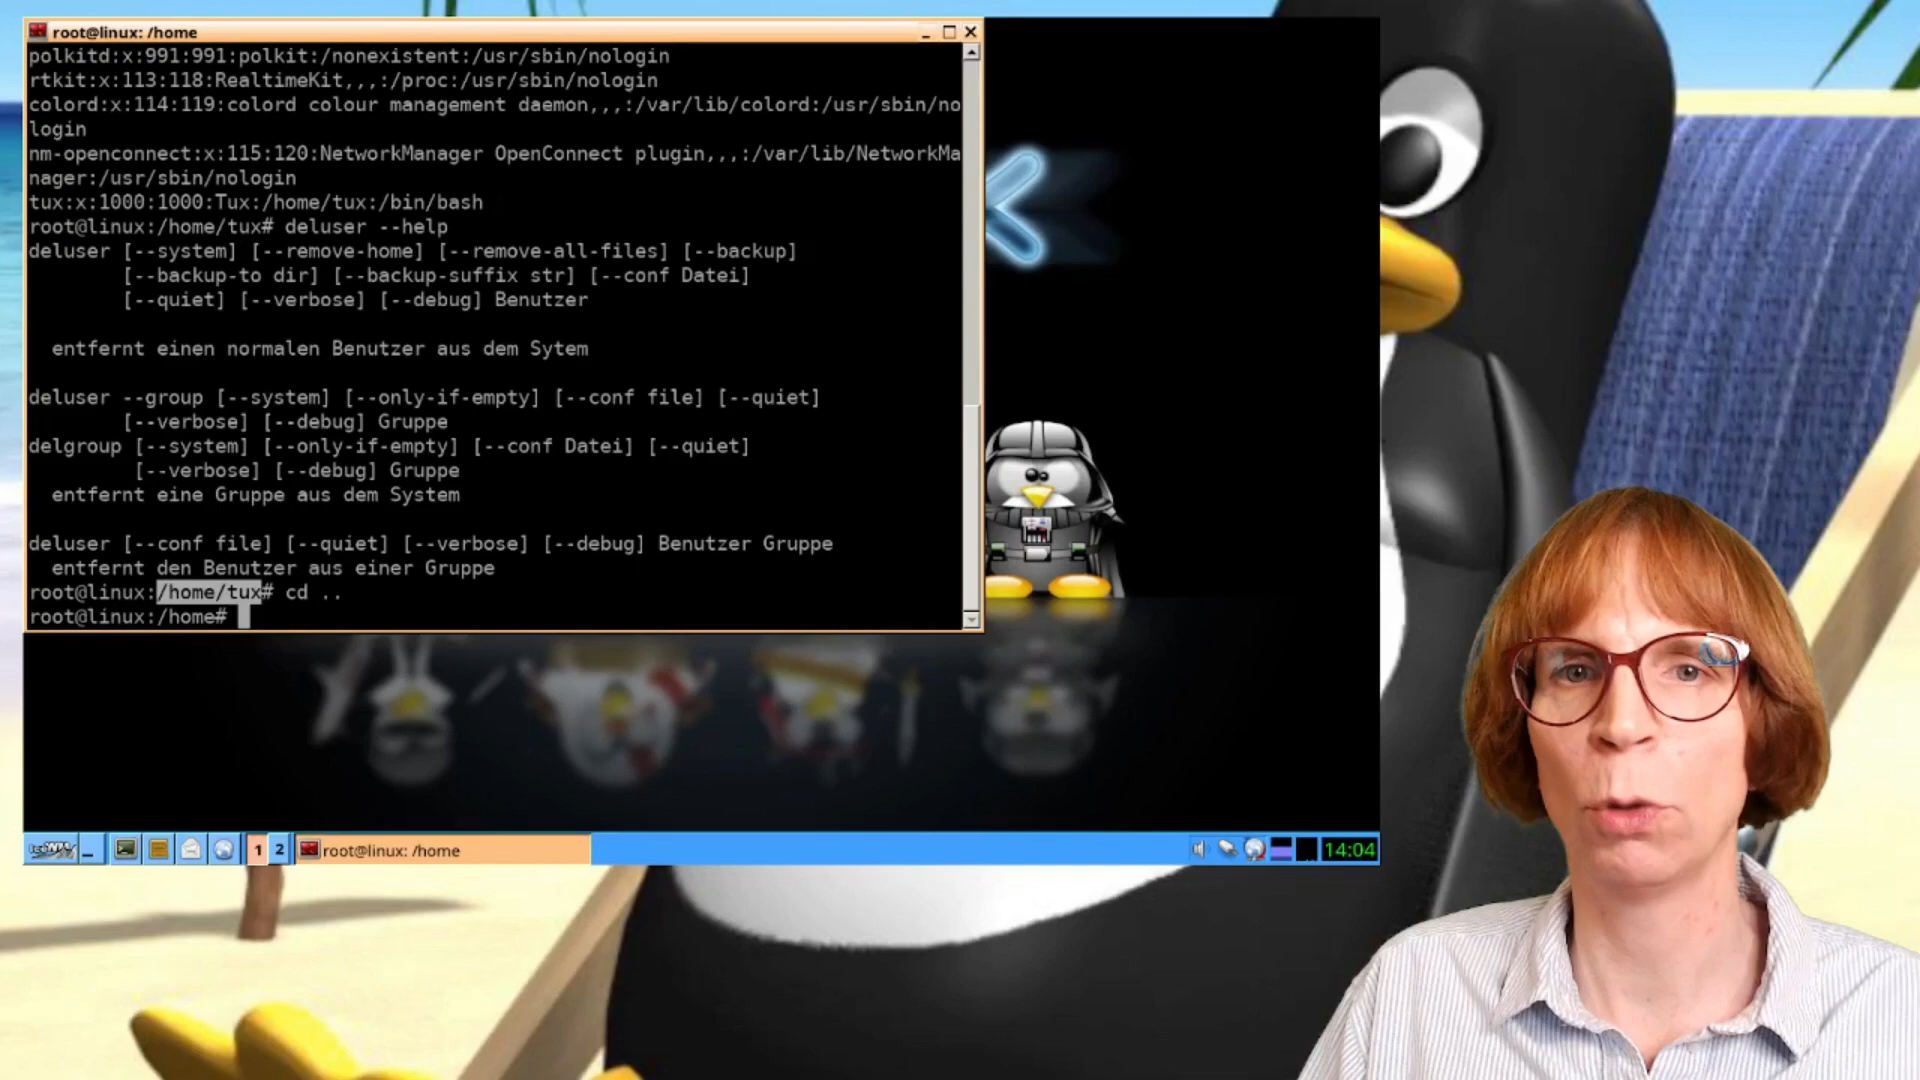 root@linux: /home
polkitd:x:991:991:polkit:/nonexistent:/usr/sbin/nologin
rtkit:x:113:118:RealtimeKit,,,:/proc:/usr/sbin/nologin
colord:x:114:119:colord colour management daemon,,,:/var/lib/colord:/usr/sbin/no
login
nm-openconnect:x:115:120:NetworkManager OpenConnect plugin,,,:/var/lib/NetworkMa
nager:/usr/sbin/nologin
tux:x:1000:1000:Tux:/home/tux:/bin/bash
root@linux:/home/tux# deluser --help
deluser [--system] [--remove-home] [--remove-all-files] [--backup]
[--backup-to dir] [--backup-suffix str] [--conf Datei]
[--quiet] [--verbose] [--debug] Benutzer
entfernt einen normalen Benutzer aus dem Sytem
deluser --group [--system] [--only-if-empty] [--conf file] [--quiet]
[--verbose] [--debug] Gruppe
delgroup [--system] [--only-if-empty] [--conf Datei] [--quiet]
[--verbose] [--debug] Gruppe
entfernt eine Gruppe aus dem System
deluser [--conf file] [--quiet] [--verbose] [--debug] Benutzer Gruppe
entfernt den Benutzer aus einer Gruppe
root@linux:/home/tux# cd ..
root@linux:/home#
IceWM 1 2 root@linux: /home 14:04